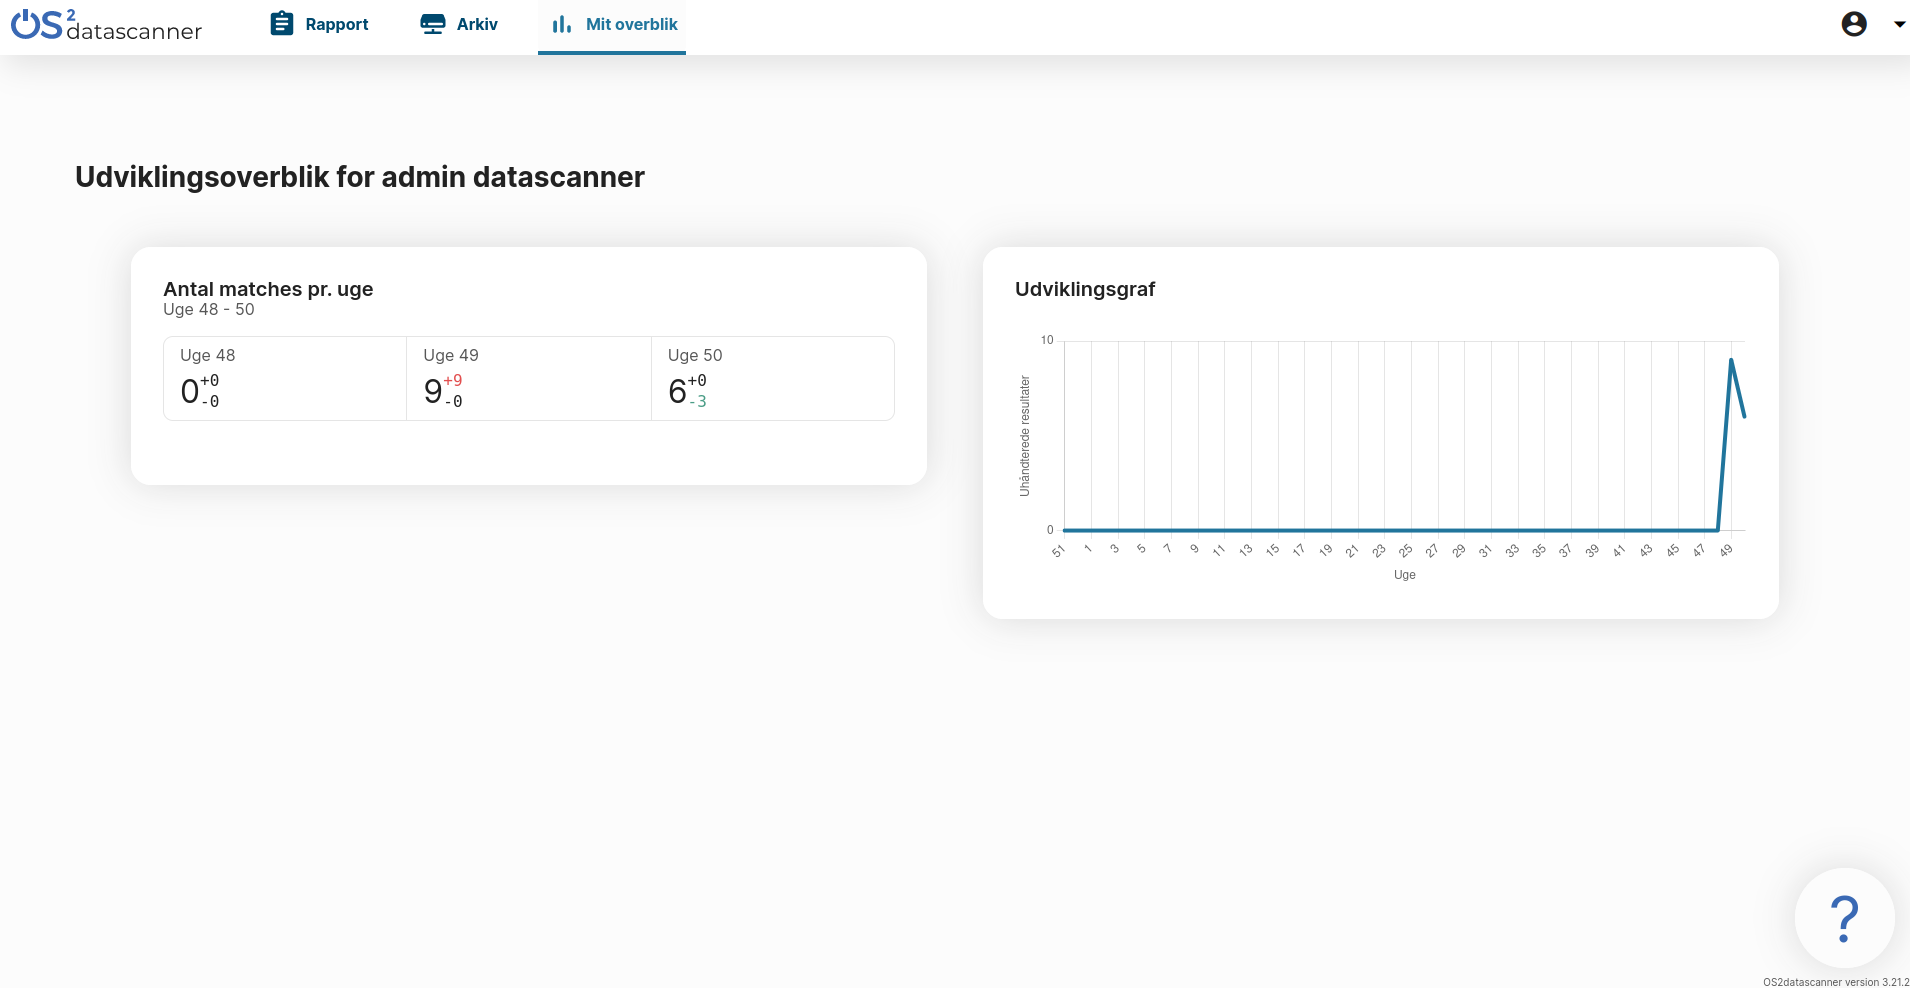 OS2datascanner
Rapport
Arkiv
Mit overblik
Udviklingsoverblik for admin datascanner
Antal matches pr. uge
Uge 48 - 50
Uge 48
0 +0 -0
Uge 49
9 +9 -0
Uge 50
6 +0 -3
Udviklingsgraf
Uhåndterede resultater
10
0
51 1 3 5 7 9 11 13 15 17 19 21 23 25 27 29 31 33 35 37 39 41 43 45 47 49
Uge
?
OS2datascanner version 3.21.2